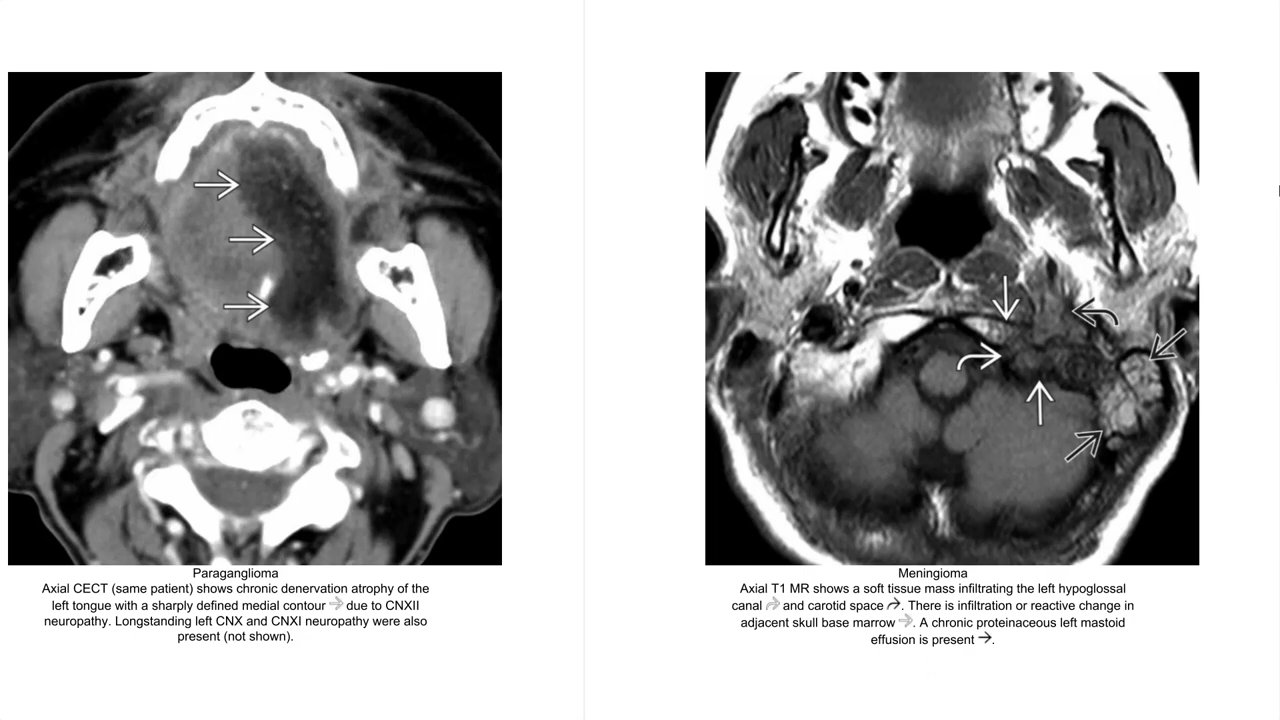 Paraganglioma
Axial CECT (same patient) shows chronic denervation atrophy of the
left tongue with a sharply defined medial contour due to CNXII
neuropathy. Longstanding left CNX and CNXI neuropathy were also
present (not shown).
Meningioma
Axial T1 MR shows a soft tissue mass infiltrating the left hypoglossal
canal and carotid space . There is infiltration or reactive change in
adjacent skull base marrow . A chronic proteinaceous left mastoid
effusion is present .